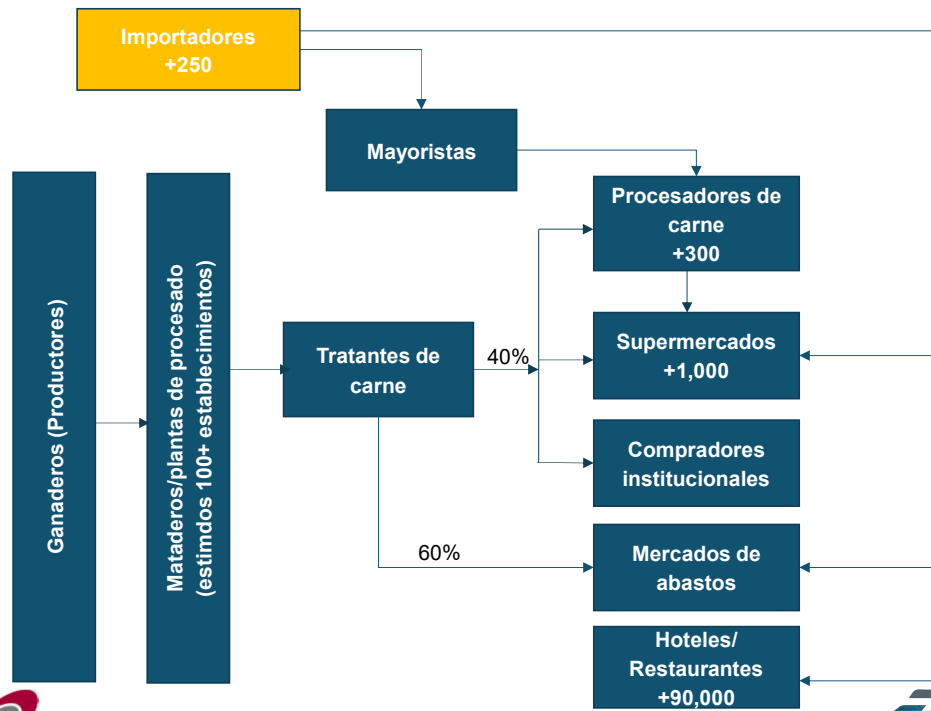 Importadores
+250
Mayoristas
Procesadores de
carne
+300
Ganaderos (Productores)
Mataderos/plantas de procesado
(estimdos 100+ establecimientos)
Tratantes de
carne
40%
Supermercados
+1,000
Compradores
institucionales
60%
Mercados de
abastos
Hoteles/
Restaurantes
+90,000